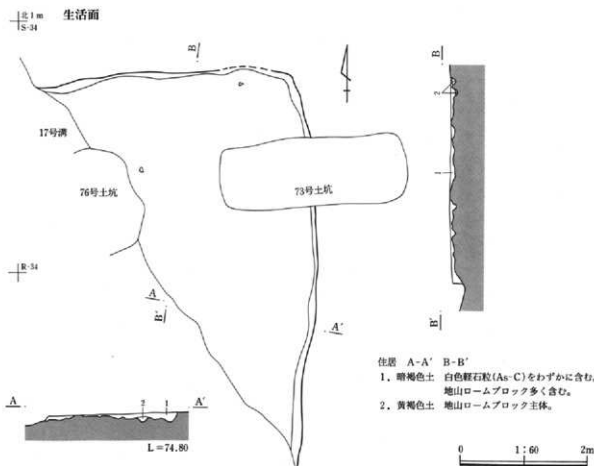 北1m
S-34
生活面
B
B
2
17号溝
76号土坑
73号土坑
1
R-34
A
B'
A'
B'
住居 A-A' B-B'
1. 暗褐色土 白色軽石粒(As-C)をわずかに含む。
地山ロームブロック多く含む。
2. 黄褐色土 地山ロームブロック主体。
A
2
1
A'
L=74.80
0
1:60
2m